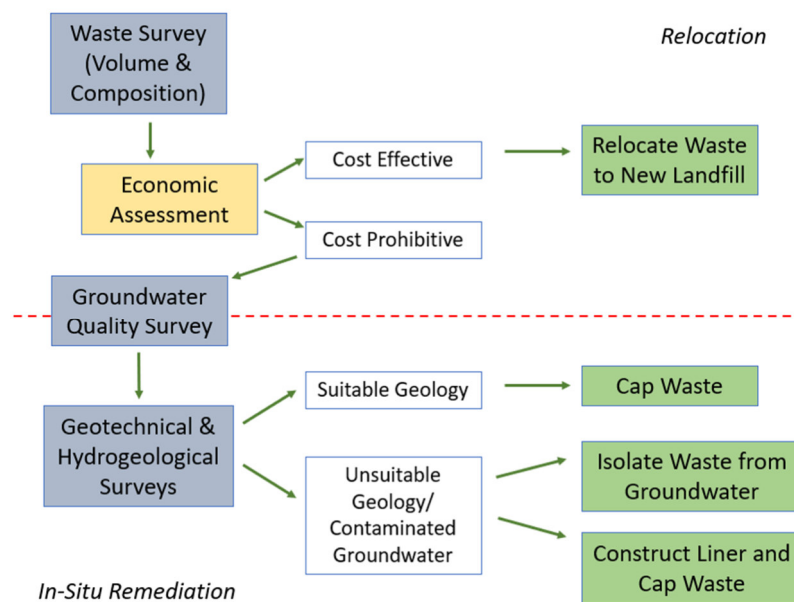 Waste Survey
(Volume &
Composition)
Relocation
Cost Effective
Relocate Waste
to New Landfill
Economic
Assessment
Cost Prohibitive
Groundwater
Quality Survey
Suitable Geology
Cap Waste
Geotechnical &
Hydrogeological
Surveys
Unsuitable
Geology/
Contaminated
Groundwater
Isolate Waste from
Groundwater
Construct Liner and
Cap Waste
In-Situ Remediation